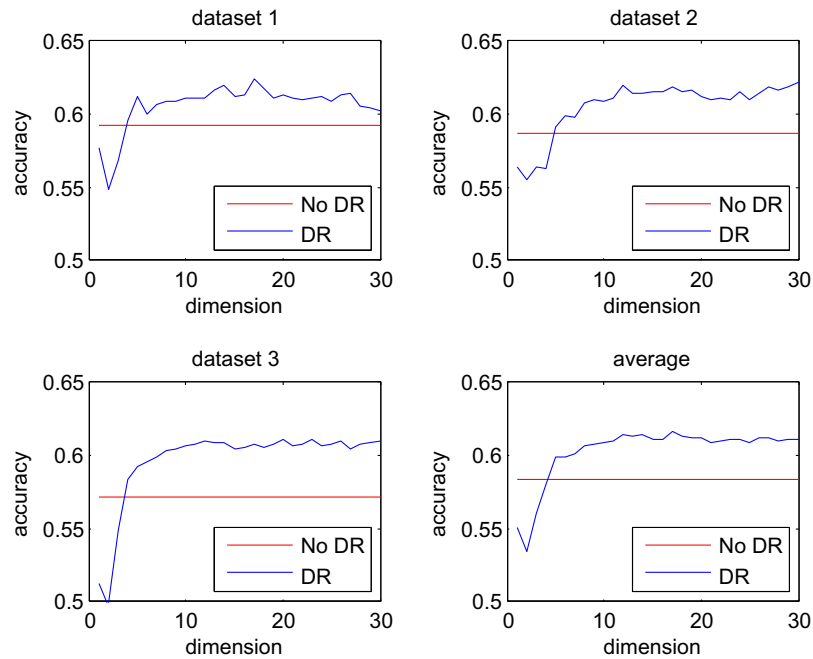 dataset 1
0.65
0.6
0.55
0.5
accuracy
No DR
DR
0 10 20 30
dimension
dataset 2
0.65
0.6
0.55
0.5
accuracy
No DR
DR
0 10 20 30
dimension
dataset 3
0.65
0.6
0.55
0.5
accuracy
No DR
DR
0 10 20 30
dimension
average
0.65
0.6
0.55
0.5
accuracy
No DR
DR
0 10 20 30
dimension